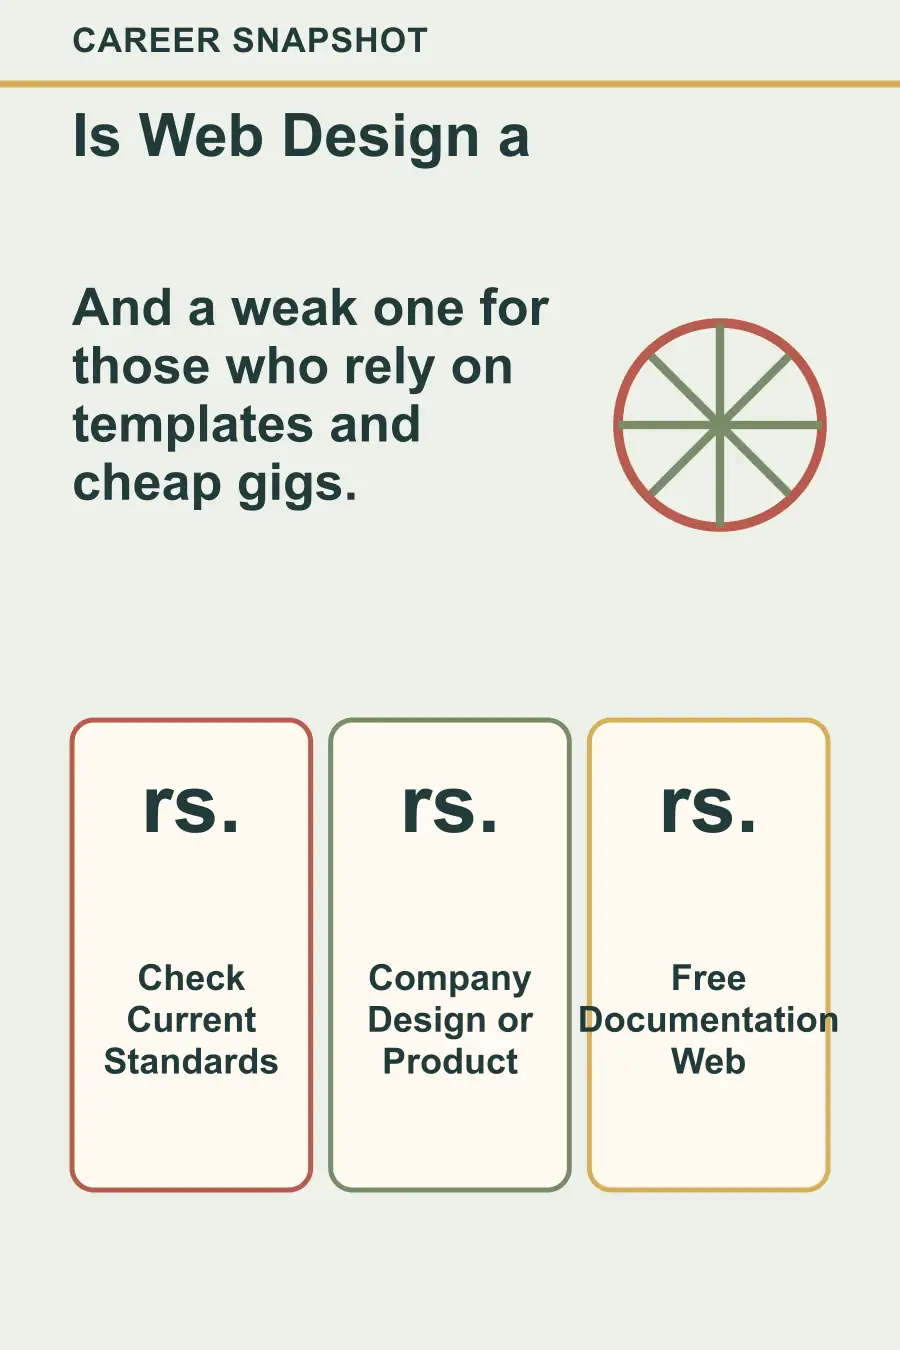 CAREER SNAPSHOT
Is Web Design a
And a weak one for
those who rely on
templates and
cheap gigs.
rs.
Check
Current
Standards
rs.
Company
Design or
Product
rs.
Free
Documentation
Web